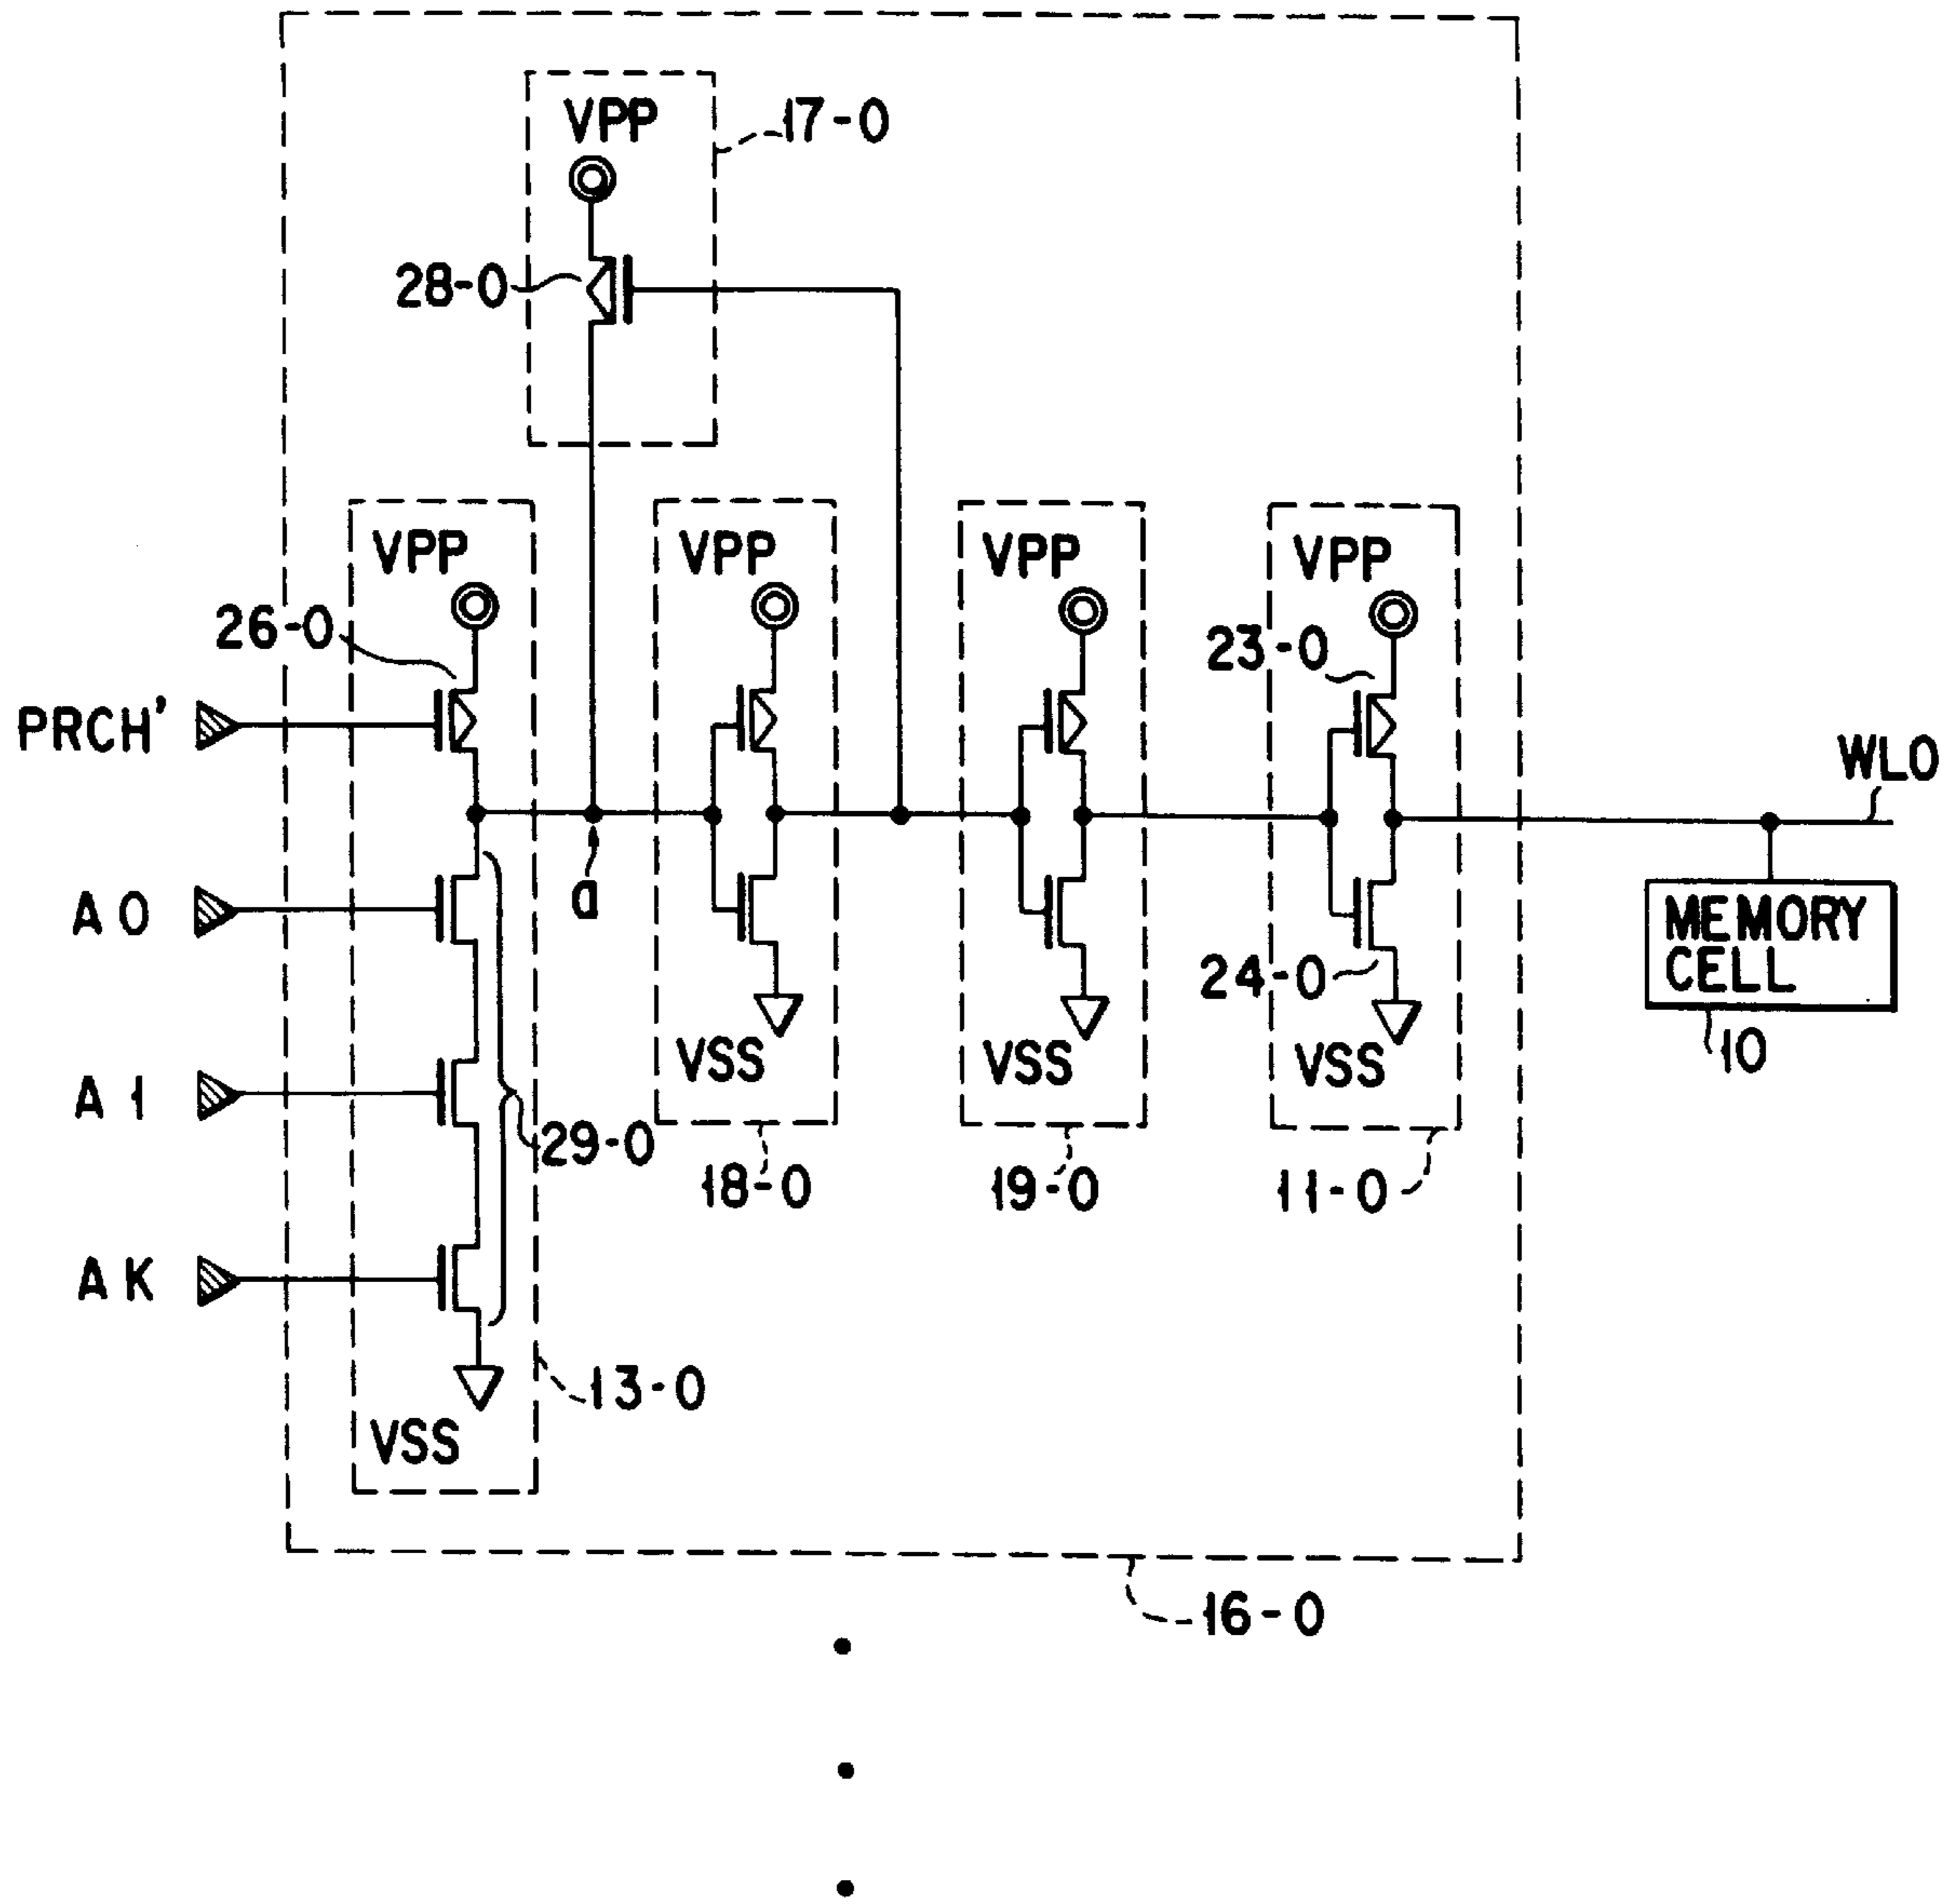 VPP
17-0
28-0
VPP
VPP
VPP
VPP
26-0
23-0
PRCH'
WL0
A0
a
MEMORY
CELL
24-0
10
A1
VSS
VSS
VSS
29-0
18-0
19-0
11-0
AK
13-0
VSS
16-0